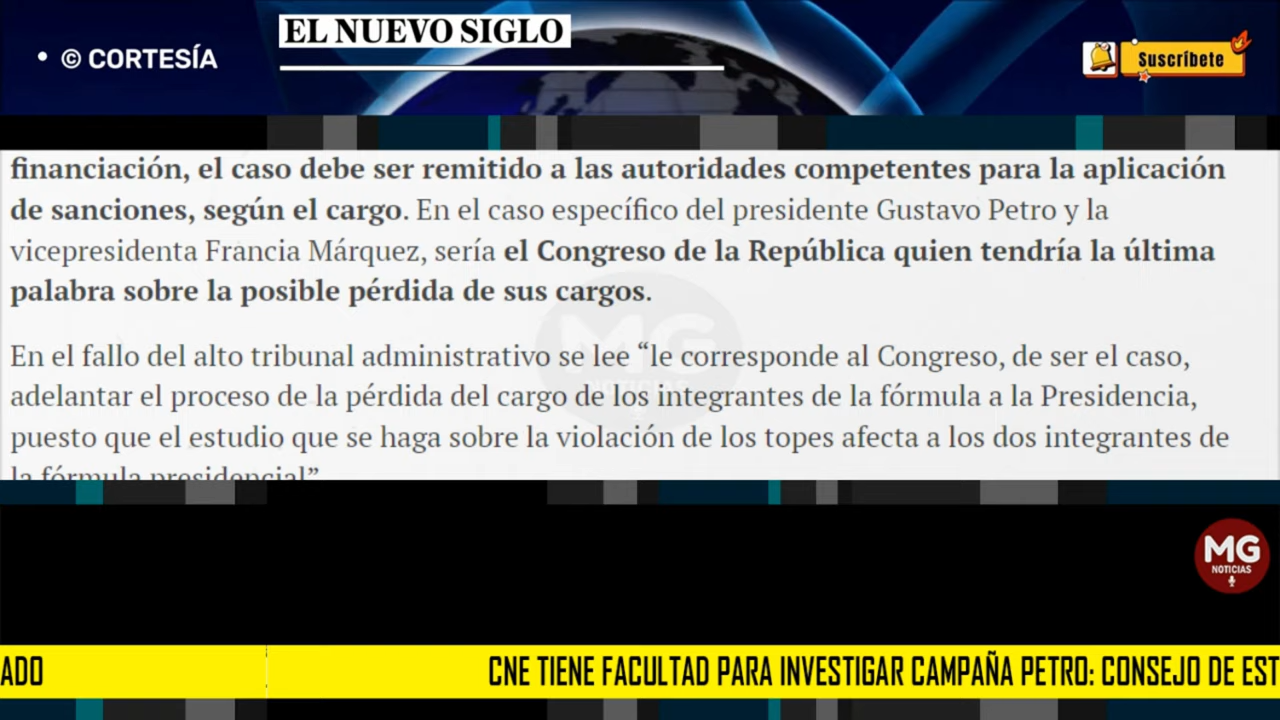 EL NUEVO SIGLO
• © CORTESÍA
Suscríbete
financiación, el caso debe ser remitido a las autoridades competentes para la aplicación
de sanciones, según el cargo. En el caso específico del presidente Gustavo Petro y la
vicepresidenta Francia Márquez, sería el Congreso de la República quien tendría la última
palabra sobre la posible pérdida de sus cargos.
En el fallo del alto tribunal administrativo se lee “le corresponde al Congreso, de ser el caso,
adelantar el proceso de la pérdida del cargo de los integrantes de la fórmula a la Presidencia,
puesto que el estudio que se haga sobre la violación de los topes afecta a los dos integrantes de
la fórmula presidencial”
MG
NOTICIAS
MG
NOTICIAS
ADO
CNE TIENE FACULTAD PARA INVESTIGAR CAMPAÑA PETRO: CONSEJO DE EST